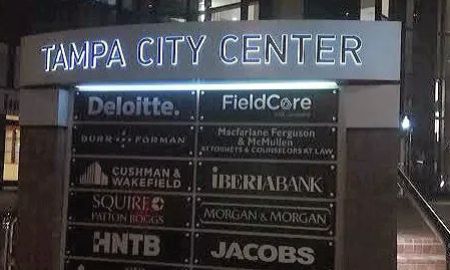 TAMPA CITY CENTER
Deloitte.
FieldCore
BURR FORMAN
Macfarlane Ferguson
& McMullen
ATTORNEYS & COUNSELORS AT LAW
CUSHMAN &
WAKEFIELD
IBERIABANK
SQUIRE
PATTON BOGGS
MORGAN & MORGAN
HNTB
JACOBS